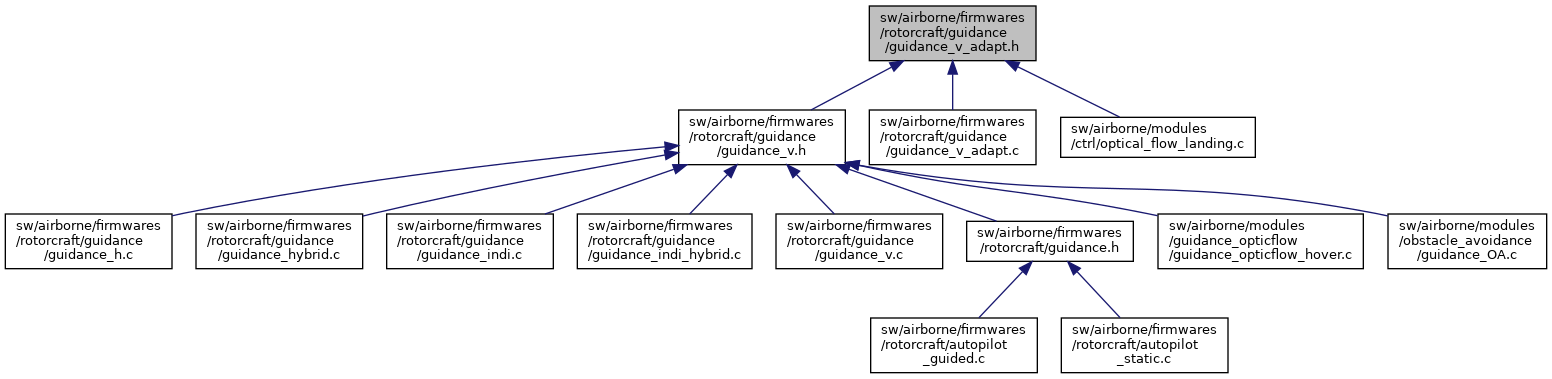 sw/airborne/firmwares
/rotorcraft/guidance
/guidance_v_adapt.h
sw/airborne/firmwares
/rotorcraft/guidance
/guidance_v.h
sw/airborne/firmwares
/rotorcraft/guidance
/guidance_v_adapt.c
sw/airborne/modules
/ctrl/optical_flow_landing.c
sw/airborne/firmwares
/rotorcraft/guidance
/guidance_h.c
sw/airborne/firmwares
/rotorcraft/guidance
/guidance_hybrid.c
sw/airborne/firmwares
/rotorcraft/guidance
/guidance_indi.c
sw/airborne/firmwares
/rotorcraft/guidance
/guidance_indi_hybrid.c
sw/airborne/firmwares
/rotorcraft/guidance
/guidance_v.c
sw/airborne/firmwares
/rotorcraft/guidance.h
sw/airborne/modules
/guidance_opticflow
/guidance_opticflow_hover.c
sw/airborne/modules
/obstacle_avoidance
/guidance_OA.c
sw/airborne/firmwares
/rotorcraft/autopilot
_guided.c
sw/airborne/firmwares
/rotorcraft/autopilot
_static.c